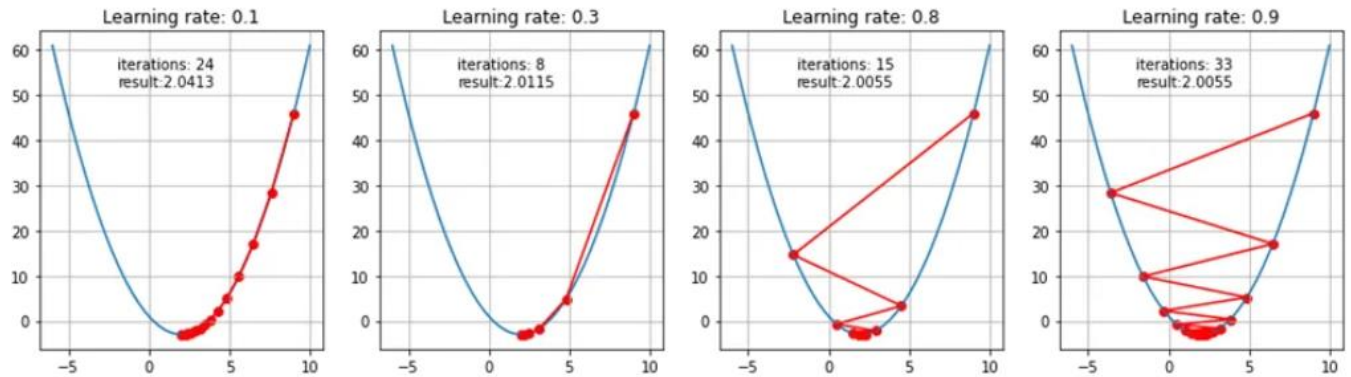 Learning rate: 0.1
iterations: 24
result:2.0413
60
50
40
30
20
10
0
−5 0 5 10
Learning rate: 0.3
iterations: 8
result:2.0115
60
50
40
30
20
10
0
−5 0 5 10
Learning rate: 0.8
iterations: 15
result:2.0055
60
50
40
30
20
10
0
−5 0 5 10
Learning rate: 0.9
iterations: 33
result:2.0055
60
50
40
30
20
10
0
−5 0 5 10